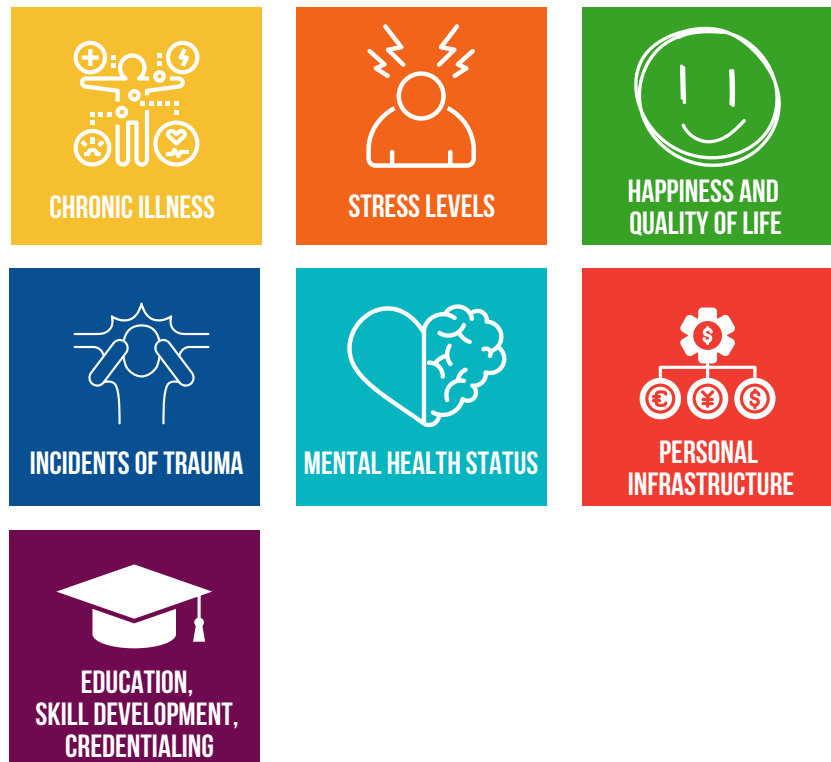 CHRONIC ILLNESS
STRESS LEVELS
HAPPINESS AND
QUALITY OF LIFE
INCIDENTS OF TRAUMA
MENTAL HEALTH STATUS
$
€ ¥ $
PERSONAL
INFRASTRUCTURE
EDUCATION,
SKILL DEVELOPMENT,
CREDENTIALING